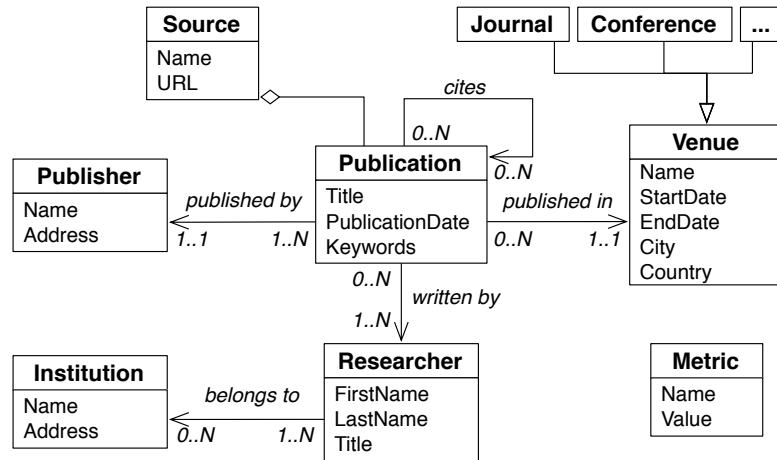 Source
Name
URL
Journal
Conference
...
cites
0..N
0..N
Publication
Title
PublicationDate
Keywords
Venue
Name
StartDate
EndDate
City
Country
Publisher
Name
Address
published by
1..1
1..N
published in
0..N
1..1
0..N
written by
1..N
Researcher
FirstName
LastName
Title
Institution
Name
Address
belongs to
0..N
1..N
Metric
Name
Value